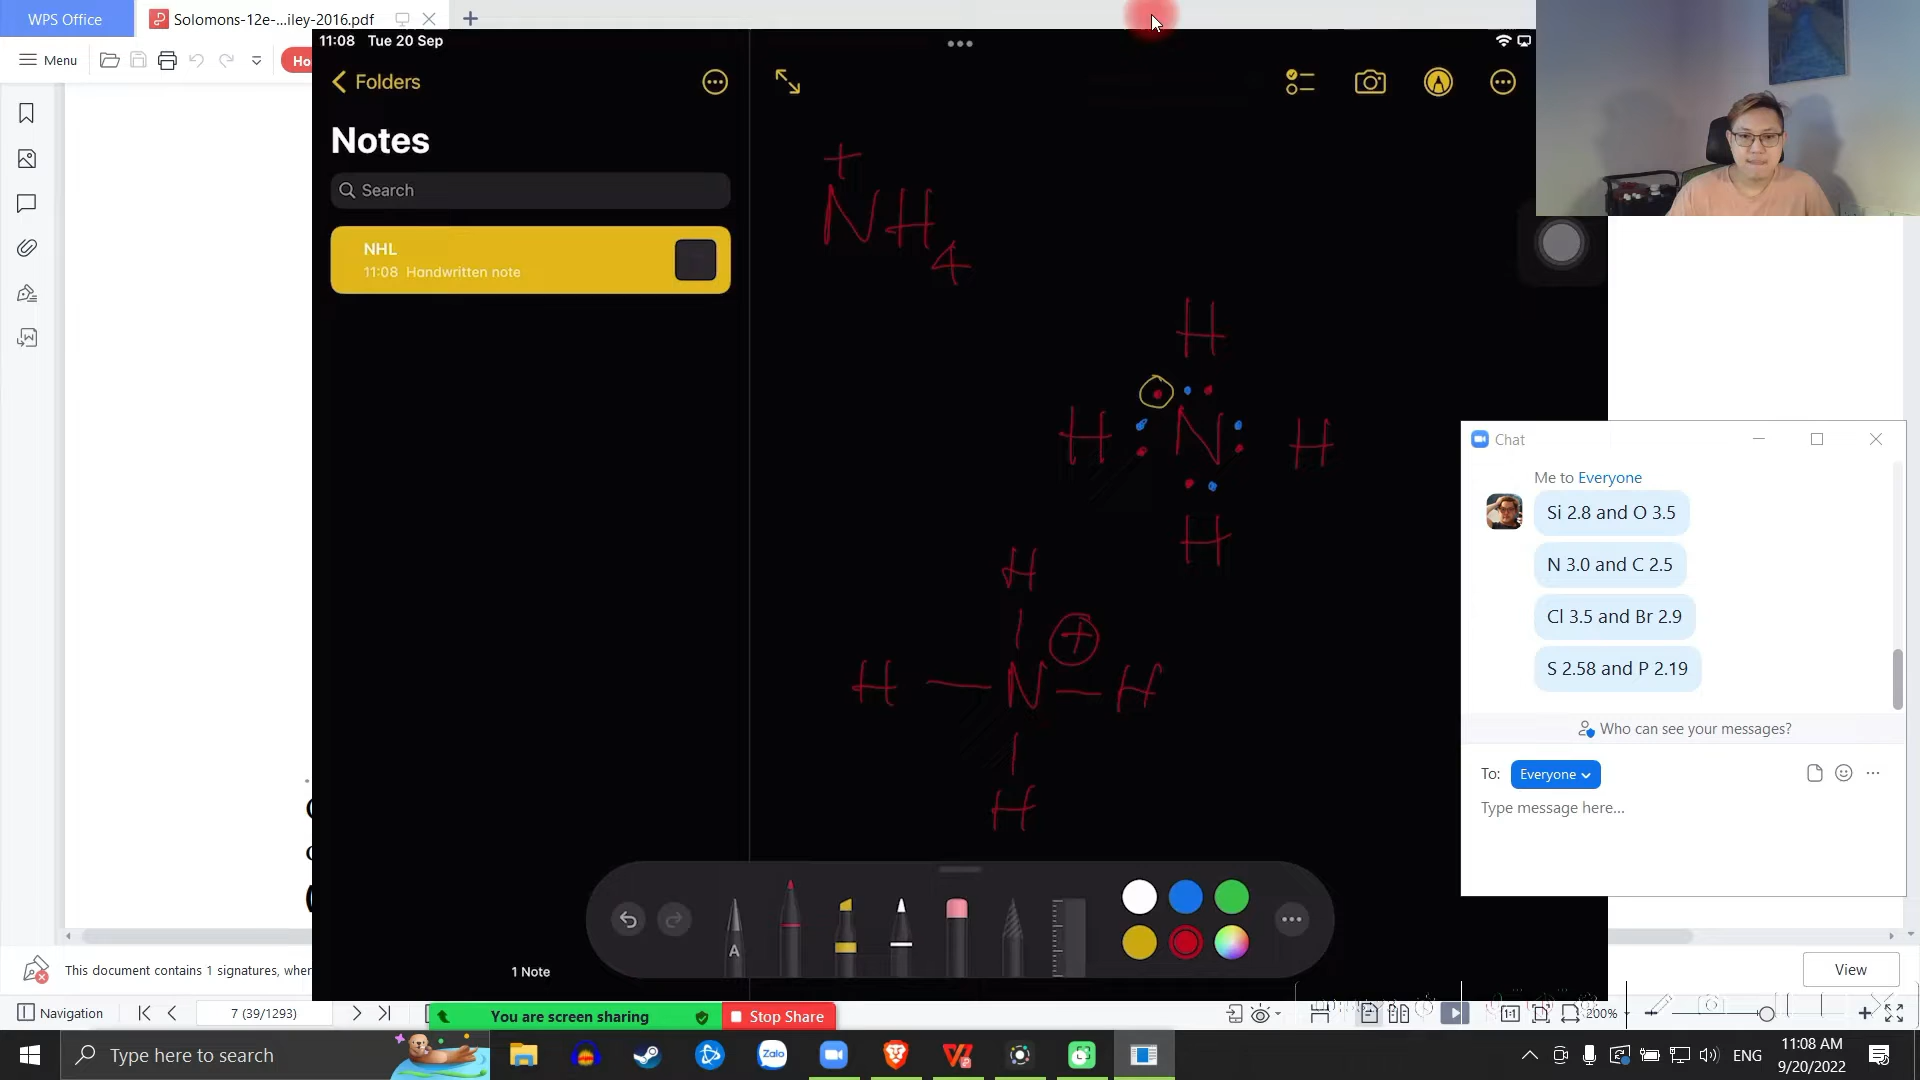 WPS Office
Solomons-12e-...iley-2016.pdf
Menu
Ho
11:08 Tue 20 Sep
Folders
Notes
Search
NHL
11:08 Handwritten note
1 Note
+
NH4
H
H N H
H
H
+
H — N — H
H
A
Chat
Me to Everyone
Si 2.8 and O 3.5
N 3.0 and C 2.5
Cl 3.5 and Br 2.9
S 2.58 and P 2.19
Who can see your messages?
To: Everyone
Type message here...
This document contains 1 signatures, wher
View
Navigation
7 (39/1293)
You are screen sharing
Stop Share
1:1
200%
Type here to search
Zalo
ENG
11:08 AM
9/20/2022